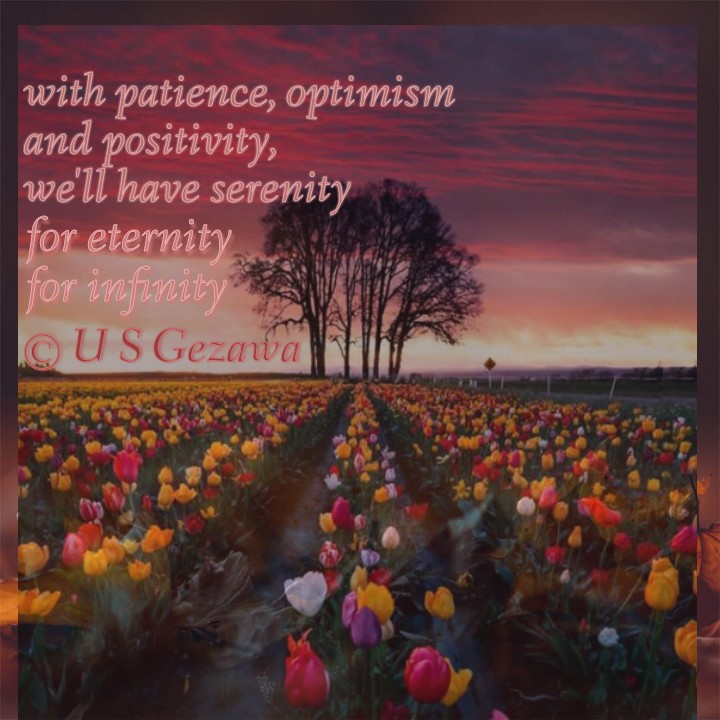 with patience, optimism
and positivity,
we'll have serenity
for eternity
for infinity
© U S Gezawa